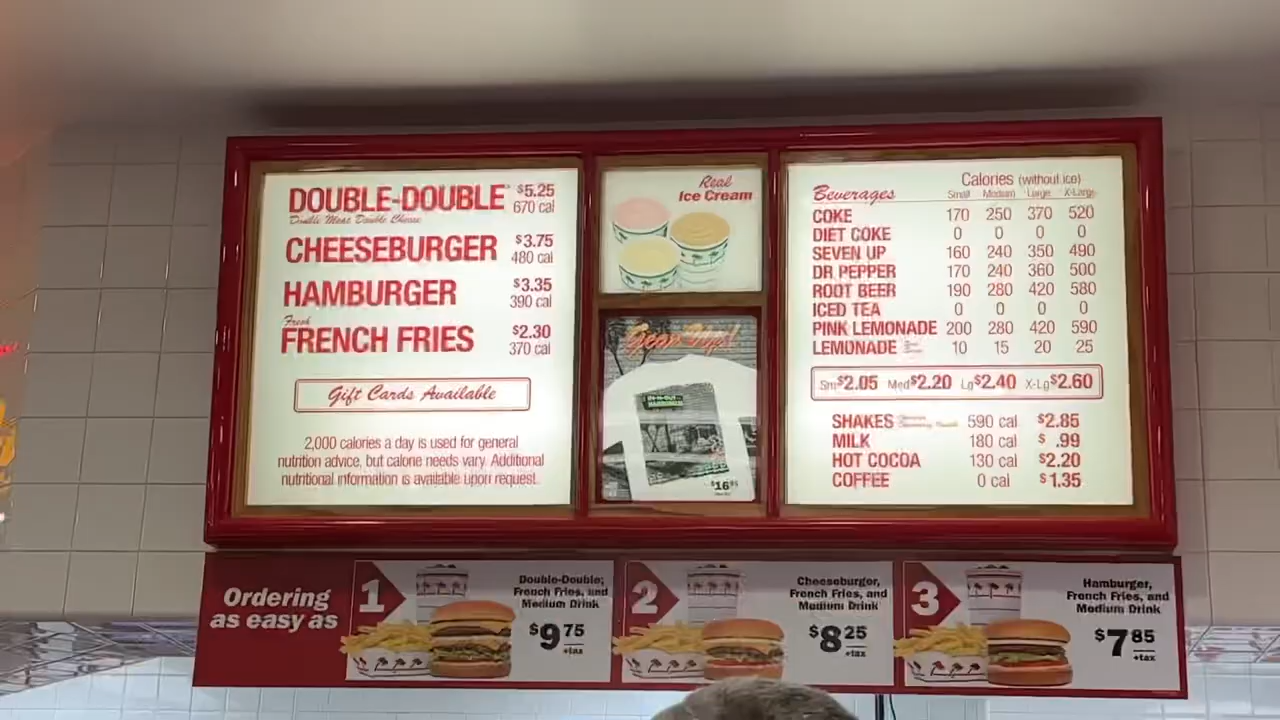 DOUBLE-DOUBLE $5.25
Double Meat Double Cheese 670 cal
CHEESEBURGER $3.75
480 cal
HAMBURGER $3.35
390 cal
Fresh
FRENCH FRIES $2.30
370 cal
Gift Cards Available
2,000 calories a day is used for general
nutrition advice, but calorie needs vary. Additional
nutritional information is available upon request.
Real
Ice Cream
Gear Up!
IN-N-OUT
HAMBURGERS
$16
Calories (without ice)
Beverages Small Medium Large X-Large
COKE 170 250 370 520
DIET COKE 0 0 0 0
SEVEN UP 160 240 350 490
DR PEPPER 170 240 360 500
ROOT BEER 190 280 420 580
ICED TEA 0 0 0 0
PINK LEMONADE 200 280 420 590
LEMONADE 10 15 20 25
Sm $2.05 Med $2.20 Lg $2.40 X-Lg $2.60
SHAKES 590 cal $2.85
MILK 180 cal $ .99
HOT COCOA 130 cal $2.20
COFFEE 0 cal $1.35
Ordering
as easy as
1
Double-Double,
French Fries, and
Medium Drink
$9 75
+tax
2
Cheeseburger,
French Fries, and
Medium Drink
$8 25
+tax
3
Hamburger,
French Fries, and
Medium Drink
$7 85
+tax